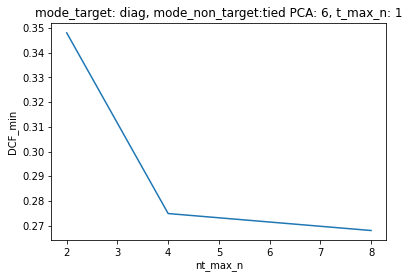 mode_target: diag, mode_non_target:tied PCA: 6, t_max_n: 1
0.35
0.34
0.33
0.32
0.31
0.30
0.29
0.28
0.27
DCF_min
2 3 4 5 6 7 8
nt_max_n